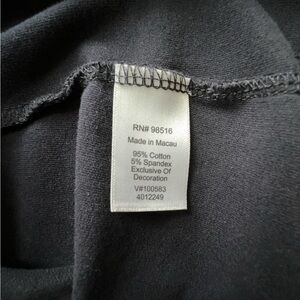 RN# 98516
Made in Macau
95% Cotton
5% Spandex
Exclusive Of
Decoration
V#100583
4012249